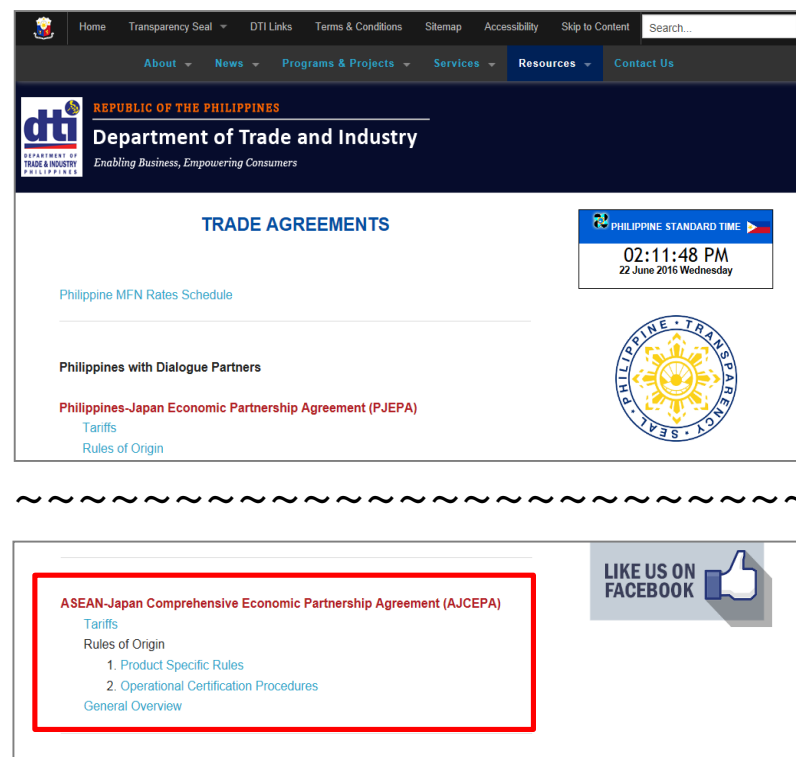 Home Transparency Seal DTI Links Terms & Conditions Sitemap Accessibility Skip to Content Search...
About News Programs & Projects Services Resources Contact Us
dti
DEPARTMENT OF
TRADE & INDUSTRY
PHILIPPINES
REPUBLIC OF THE PHILIPPINES
Department of Trade and Industry
Enabling Business, Empowering Consumers
TRADE AGREEMENTS
PHILIPPINE STANDARD TIME
02:11:48 PM
22 June 2016 Wednesday
Philippine MFN Rates Schedule
PHILIPPINE · TRANSPARENCY · SEAL ·
Philippines with Dialogue Partners
Philippines-Japan Economic Partnership Agreement (PJEPA)
Tariffs
Rules of Origin
~~~~~~~~~~~~~~~~~~~~~~~~~
LIKE US ON
FACEBOOK
ASEAN-Japan Comprehensive Economic Partnership Agreement (AJCEPA)
Tariffs
Rules of Origin
1. Product Specific Rules
2. Operational Certification Procedures
General Overview